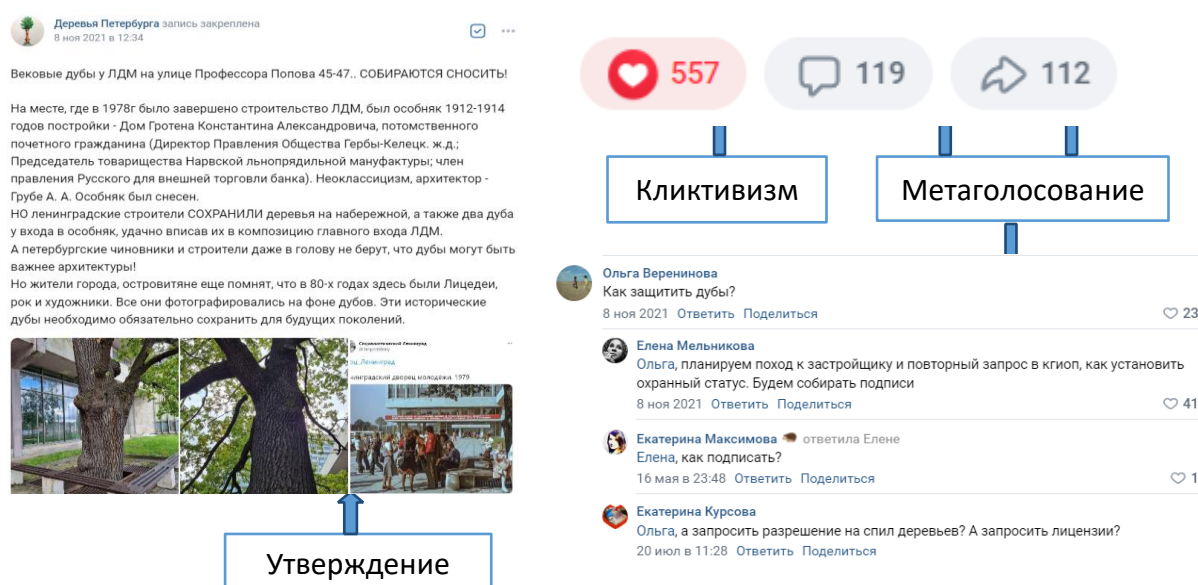 Деревья Петербурга запись закреплена
8 ноя 2021 в 12:34
Вековые дубы у ЛДМ на улице Профессора Попова 45-47.. СОБИРАЮТСЯ СНОСИТЬ!
На месте, где в 1978г было завершено строительство ЛДМ, был особняк 1912-1914
годов постройки - Дом Гротена Константина Александровича, потомственного
почетного гражданина (Директор Правления Общества Гербы-Келецк. ж.д.;
Председатель товарищества Нарвской льнопрядильной мануфактуры; член
правления Русского для внешней торговли банка). Неоклассицизм, архитектор -
Грубе А. А. Особняк был снесен.
НО ленинградские строители СОХРАНИЛИ деревья на набережной, а также два дуба
у входа в особняк, удачно вписав их в композицию главного входа ЛДМ.
А петербургские чиновники и строители даже в голову не берут, что дубы могут быть
важнее архитектуры!
Но жители города, островитяне еще помнят, что в 80-х годах здесь были Лицедеи,
рок и художники. Все они фотографировались на фоне дубов. Эти исторические
дубы необходимо обязательно сохранить для будущих поколений.
Ленинград
нинградский дворец молодёжи. 1979
Утверждение
557
119
112
Кликтивизм
Метаголосование
Ольга Веренинова
Как защитить дубы?
8 ноя 2021 Ответить Поделиться 23
Елена Мельникова
Ольга, планируем поход к застройщику и повторный запрос в кгиоп, как установить
охранный статус. Будем собирать подписи
8 ноя 2021 Ответить Поделиться 41
Екатерина Максимова ответила Елене
Елена, как подписать?
16 мая в 23:48 Ответить Поделиться 1
Екатерина Курсова
Ольга, а запросить разрешение на спил деревьев? А запросить лицензии?
20 июл в 11:28 Ответить Поделиться